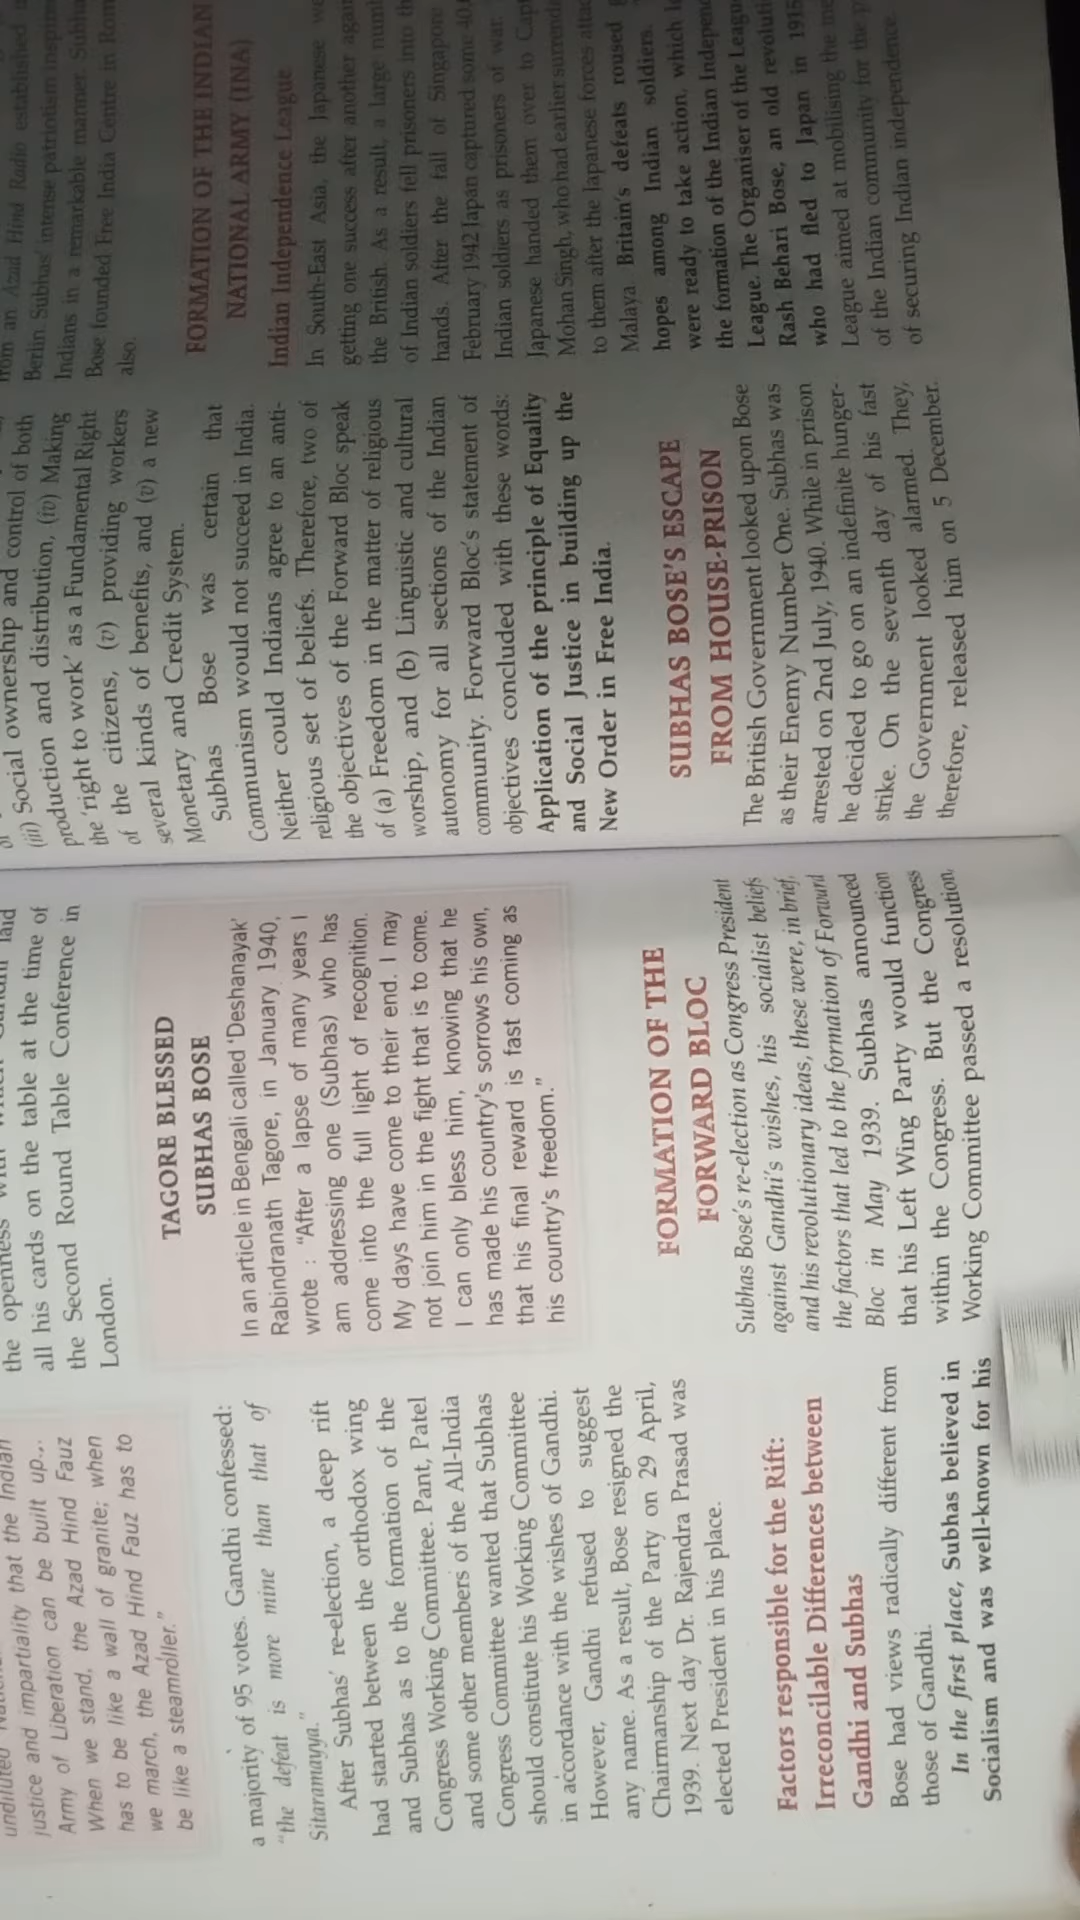 justice and impartiality that the Indian
Army of Liberation can be built up...
When we stand, the Azad Hind Fauz
has to be like a wall of granite; when
we march, the Azad Hind Fauz has to
be like a steamroller.”
a majority of 95 votes. Gandhi confessed:
“the defeat is more mine than that of
Sitaramayya.”
After Subhas’ re-election, a deep rift
had started between the orthodox wing
and Subhas as to the formation of the
Congress Working Committee. Pant, Patel
and some other members of the All-India
Congress Committee wanted that Subhas
should constitute his Working Committee
in accordance with the wishes of Gandhi.
However, Gandhi refused to suggest
any name. As a result, Bose resigned the
Chairmanship of the Party on 29 April,
1939. Next day Dr. Rajendra Prasad was
elected President in his place.
Factors responsible for the Rift:
Irreconcilable Differences between
Gandhi and Subhas
Bose had views radically different from
those of Gandhi.
In the first place, Subhas believed in
Socialism and was well-known for his
the openness
all his cards on the table at the time of
the Second Round Table Conference in
London.
TAGORE BLESSED
SUBHAS BOSE
In an article in Bengali called ‘Deshanayak’
Rabindranath Tagore, in January 1940,
wrote : “After a lapse of many years I
am addressing one (Subhas) who has
come into the full light of recognition.
My days have come to their end. I may
not join him in the fight that is to come.
I can only bless him, knowing that he
has made his country’s sorrows his own,
that his final reward is fast coming as
his country’s freedom.”
FORMATION OF THE
FORWARD BLOC
Subhas Bose’s re-election as Congress President
against Gandhi’s wishes, his socialist beliefs
and his revolutionary ideas, these were, in brief,
the factors that led to the formation of Forward
Bloc in May 1939. Subhas announced
that his Left Wing Party would function
within the Congress. But the Congress
Working Committee passed a resolution,
(iii) Social ownership and control of both
production and distribution, (iv) Making
the ‘right to work’ as a Fundamental Right
of the citizens, (v) providing workers
several kinds of benefits, and (v) a new
Monetary and Credit System.
Subhas Bose was certain that
Communism would not succeed in India.
Neither could Indians agree to an anti-
religious set of beliefs. Therefore, two of
the objectives of the Forward Bloc speak
of (a) Freedom in the matter of religious
worship, and (b) Linguistic and cultural
autonomy for all sections of the Indian
community. Forward Bloc’s statement of
objectives concluded with these words:
Application of the principle of Equality
and Social Justice in building up the
New Order in Free India.
SUBHAS BOSE’S ESCAPE
FROM HOUSE-PRISON
The British Government looked upon Bose
as their Enemy Number One. Subhas was
arrested on 2nd July, 1940. While in prison
he decided to go on an indefinite hunger-
strike. On the seventh day of his fast
the Government looked alarmed. They,
therefore, released him on 5 December.
from an Azad Hind Radio established
Berlin. Subhas’ intense patriotism
Indians in a remarkable manner.
Bose founded Free India Centre in
also.
FORMATION OF THE INDIAN
NATIONAL ARMY (INA)
Indian Independence League
In South-East Asia, the Japanese
getting one success after another
the British. As a result, a large
of Indian soldiers fell prisoners into
hands. After the fall of Singapore
February 1942 Japan captured some
Indian soldiers as prisoners of war.
Japanese handed them over to
Mohan Singh, who had earlier
to them after the Japanese forces
Malaya. Britain’s defeats roused
hopes among Indian soldiers.
were ready to take action, which
the formation of the Indian
League. The Organiser of the League
Rash Behari Bose, an old
who had fled to Japan in 1915
League aimed at mobilising the
of the Indian community for the
of securing Indian independence.